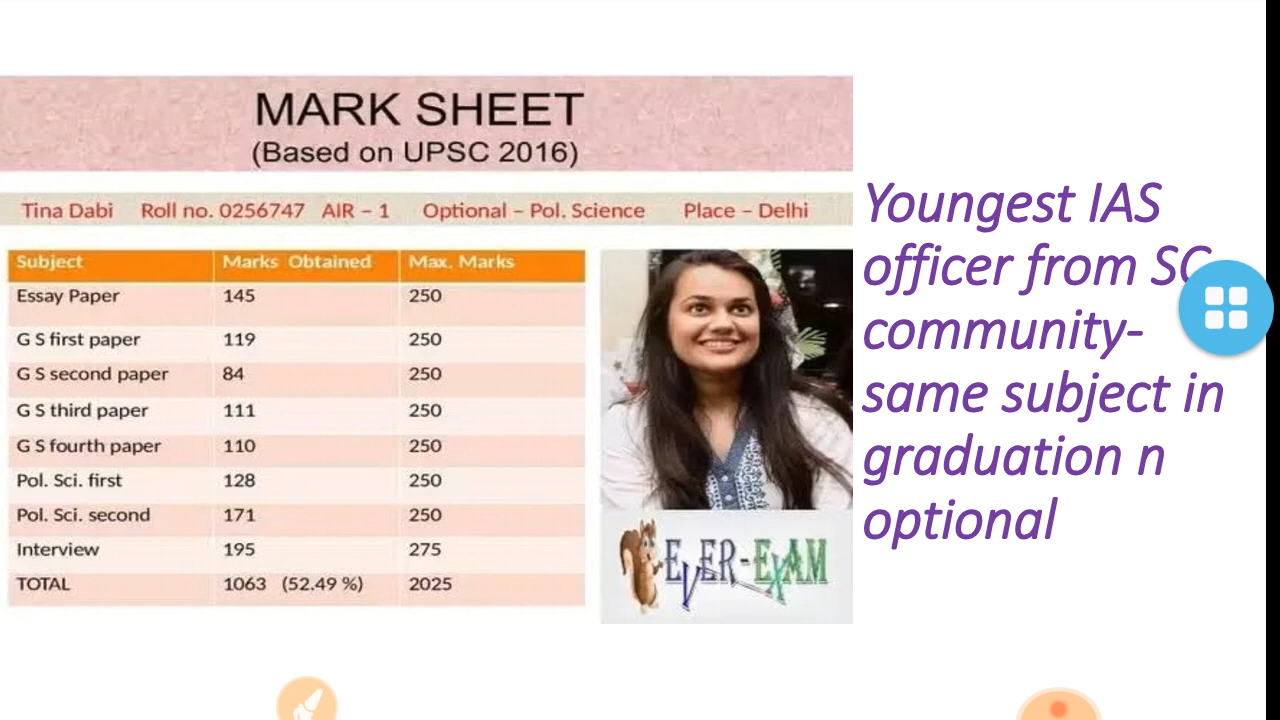 MARK SHEET
(Based on UPSC 2016)
Tina Dabi Roll no. 0256747 AIR – 1 Optional – Pol. Science Place – Delhi
Subject Marks Obtained Max. Marks
Essay Paper 145 250
G S first paper 119 250
G S second paper 84 250
G S third paper 111 250
G S fourth paper 110 250
Pol. Sci. first 128 250
Pol. Sci. second 171 250
Interview 195 275
TOTAL 1063 (52.49 %) 2025
EVER-EXAM
Youngest IAS
officer from SC
community-
same subject in
graduation n
optional